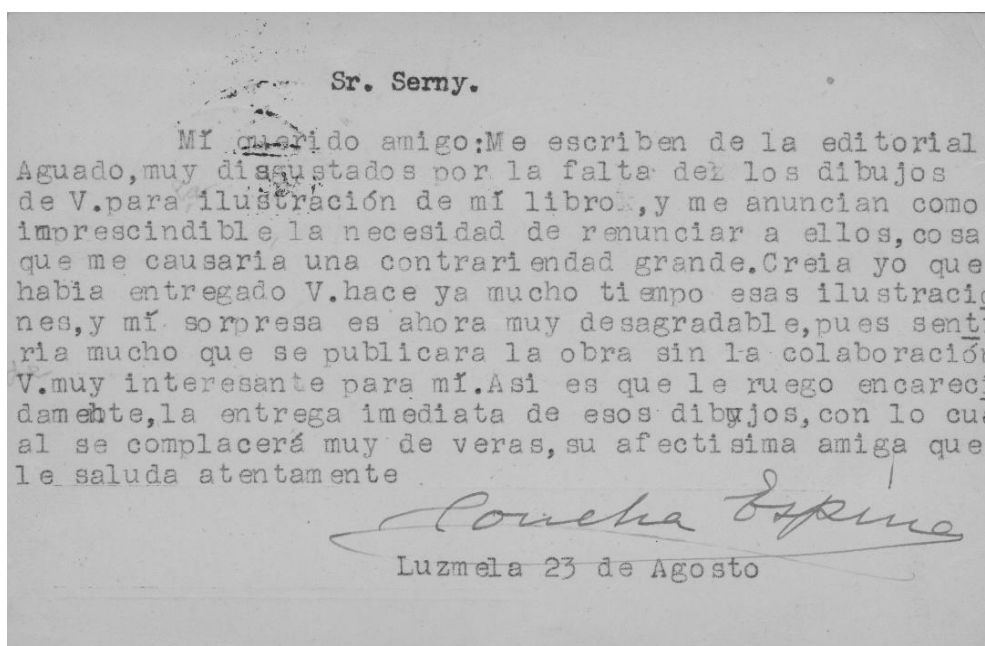 Sr. Serny.
Mí querido amigo:Me escriben de la editorial
Aguado,muy disgustados por la falta de los dibujos
de V.para ilustración de mí libro ,y me anuncian como
imprescindible la necesidad de renunciar a ellos,cosa
que me causaria una contrariendad grande.Creia yo que
habia entregado V.hace ya mucho tiempo esas ilustracio
nes,y mí sorpresa es ahora muy desagradable,pues senti
ria mucho que se publicara la obra sin la colaboración
de
V.muy interesante para mí.Asi es que le ruego encareci
damente,la entrega imediata de esos dibujos,con lo cu
al se complacerá muy de veras,su afectisima amiga que
le saluda atentamente
Concha Espina
Luzmela 23 de Agosto